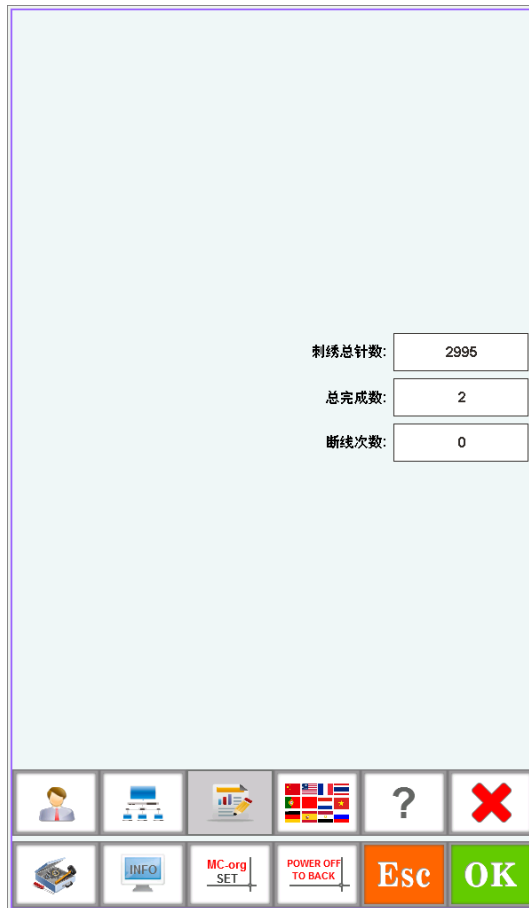 刺绣总针数: 2995
总完成数: 2
断线次数: 0
?
INFO
MC-org
SET
POWER OFF
TO BACK
Esc
OK